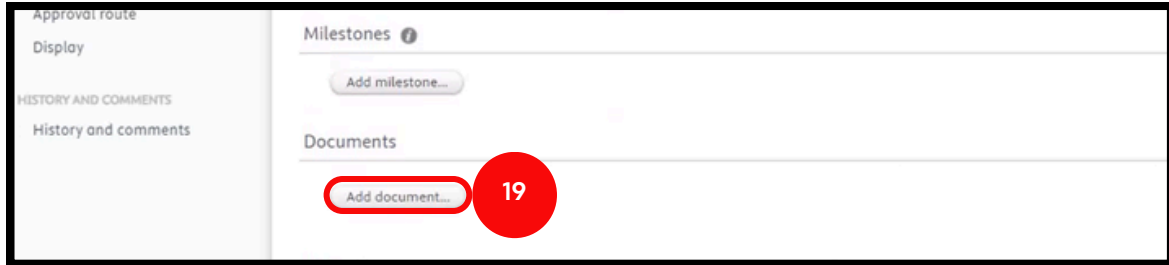 Approval route
Display
HISTORY AND COMMENTS
History and comments
Milestones
Add milestone...
Documents
Add document...
19